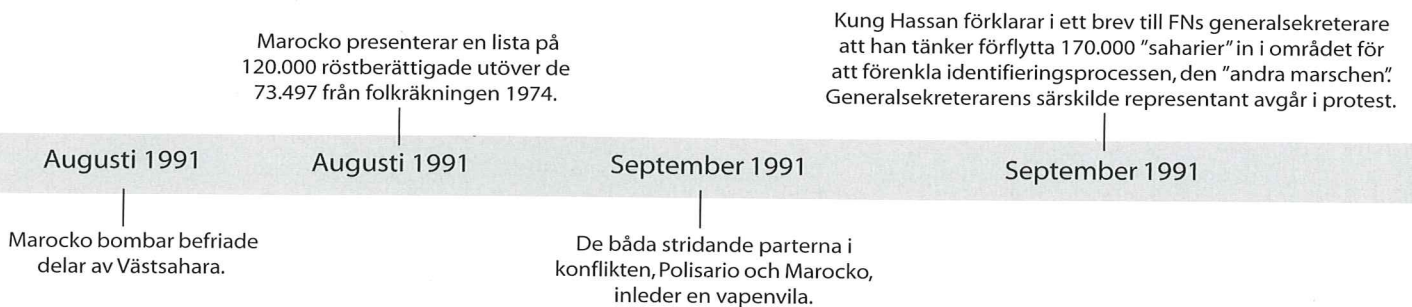 Marocko presenterar en lista på
120.000 röstberättigade utöver de
73.497 från folkräkningen 1974.
Kung Hassan förklarar i ett brev till FNs generalsekreterare
att han tänker förflytta 170.000 ”saharier” in i området för
att förenkla identifieringsprocessen, den ”andra marschen”.
Generalsekreterarens särskilde representant avgår i protest.
Augusti 1991
Augusti 1991
September 1991
September 1991
Marocko bombar befriade
delar av Västsahara.
De båda stridande parterna i
konflikten, Polisario och Marocko,
inleder en vapenvila.